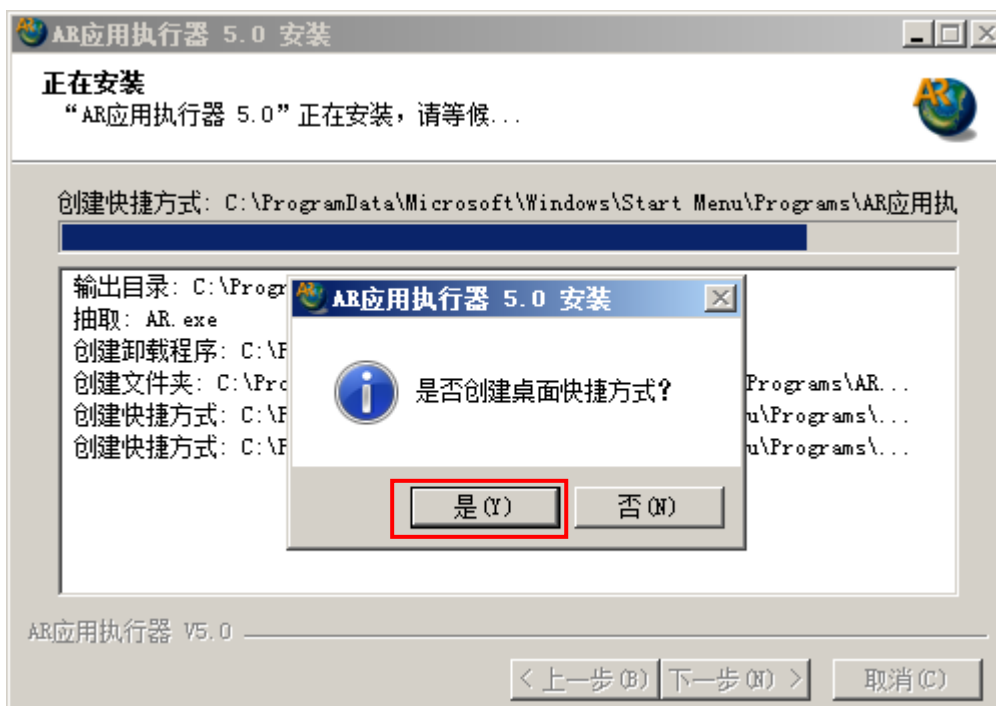 AR应用执行器 5.0 安装
正在安装
“AR应用执行器 5.0”正在安装，请等候...
AR
创建快捷方式: C:\ProgramData\Microsoft\Windows\Start Menu\Programs\AR应用执
输出目录: C:\Progr
抽取: AR.exe
创建卸载程序: C:\P
创建文件夹: C:\Pro
Programs\AR...
创建快捷方式: C:\P
u\Programs\...
创建快捷方式: C:\P
u\Programs\...
AR应用执行器 5.0 安装
是否创建桌面快捷方式?
是(Y)
否(N)
AR应用执行器 V5.0
< 上一步(B)
下一步(N) >
取消(C)